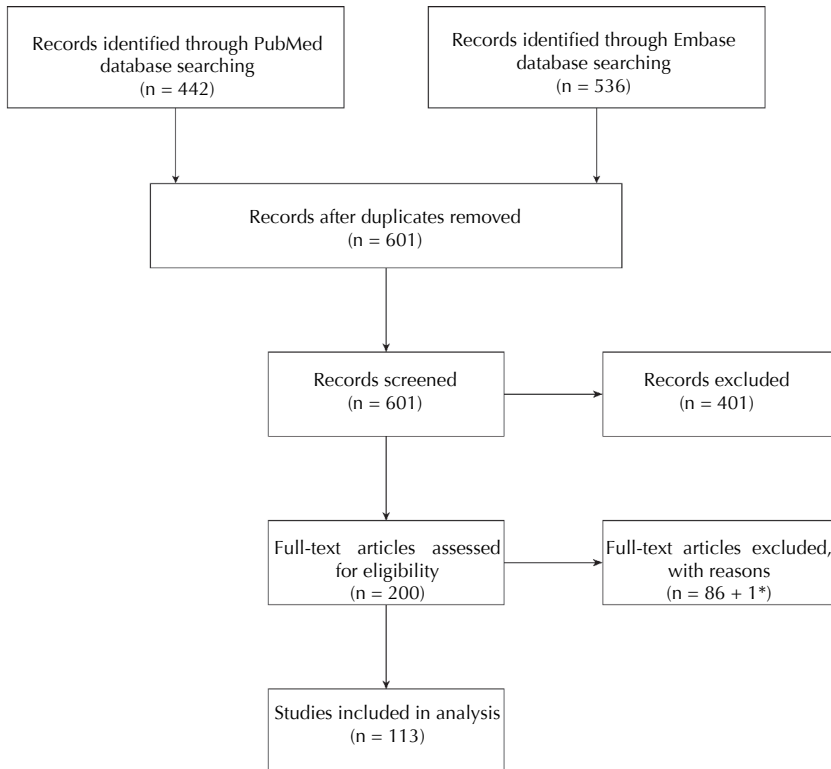 Records identified through PubMed
database searching
(n = 442)
Records identified through Embase
database searching
(n = 536)
Records after duplicates removed
(n = 601)
Records screened
(n = 601)
Records excluded
(n = 401)
Full-text articles assessed
for eligibility
(n = 200)
Full-text articles excluded,
with reasons
(n = 86 + 1*)
Studies included in analysis
(n = 113)